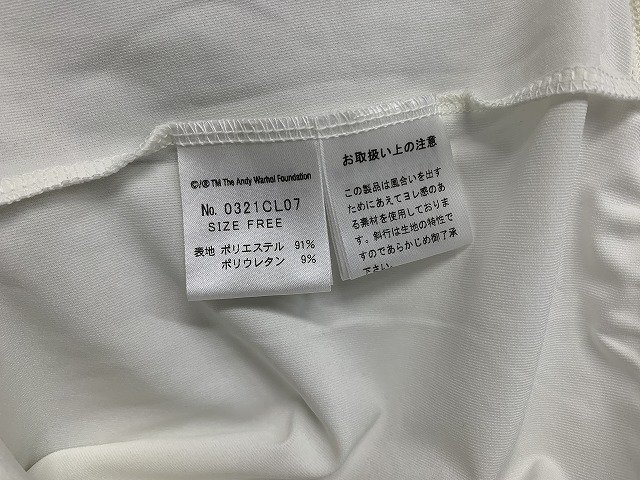 ©/®TM The Andy Warhol Foundation
No. 0321CL07
SIZE FREE
表地 ポリエステル 91%
ポリウレタン 9%
お取扱い上の注意
この製品は風合いを出す
ためにあえてヨレ感のあ
る素材を使用しておりま
す。斜行は生地の特性で
すのであらかじめ御了承
下さい。